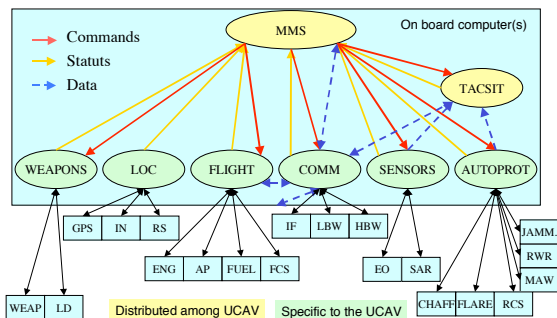 MMS
On board computer(s)
Commands
Statuts
Data
TACSIT
WEAPONS
LOC
FLIGHT
COMM
SENSORS
AUTOPROT
GPS IN RS
IF LBW HBW
JAMM.
RWR
MAW
ENG AP FUEL FCS
EO SAR
WEAP LD
CHAFF FLARE RCS
Distributed among UCAV
Specific to the UCAV